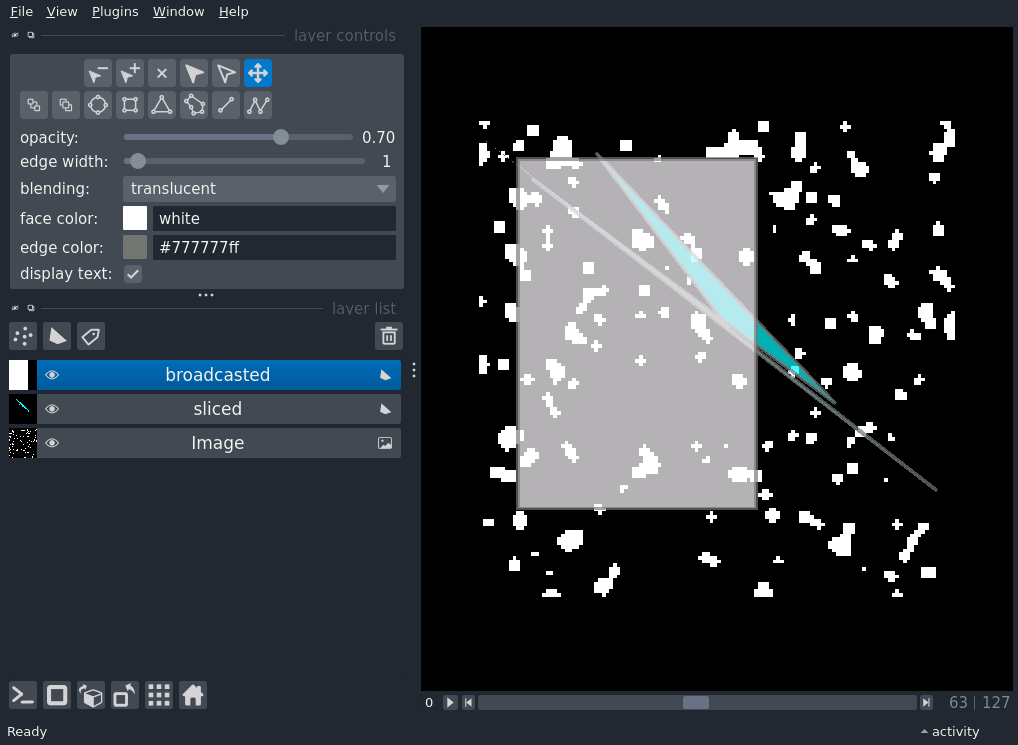 File View Plugins Window Help
layer controls
opacity: 0.70
edge width: 1
blending: translucent
face color: white
edge color: #777777ff
display text:
layer list
broadcasted
sliced
Image
0 63 | 127
Ready activity